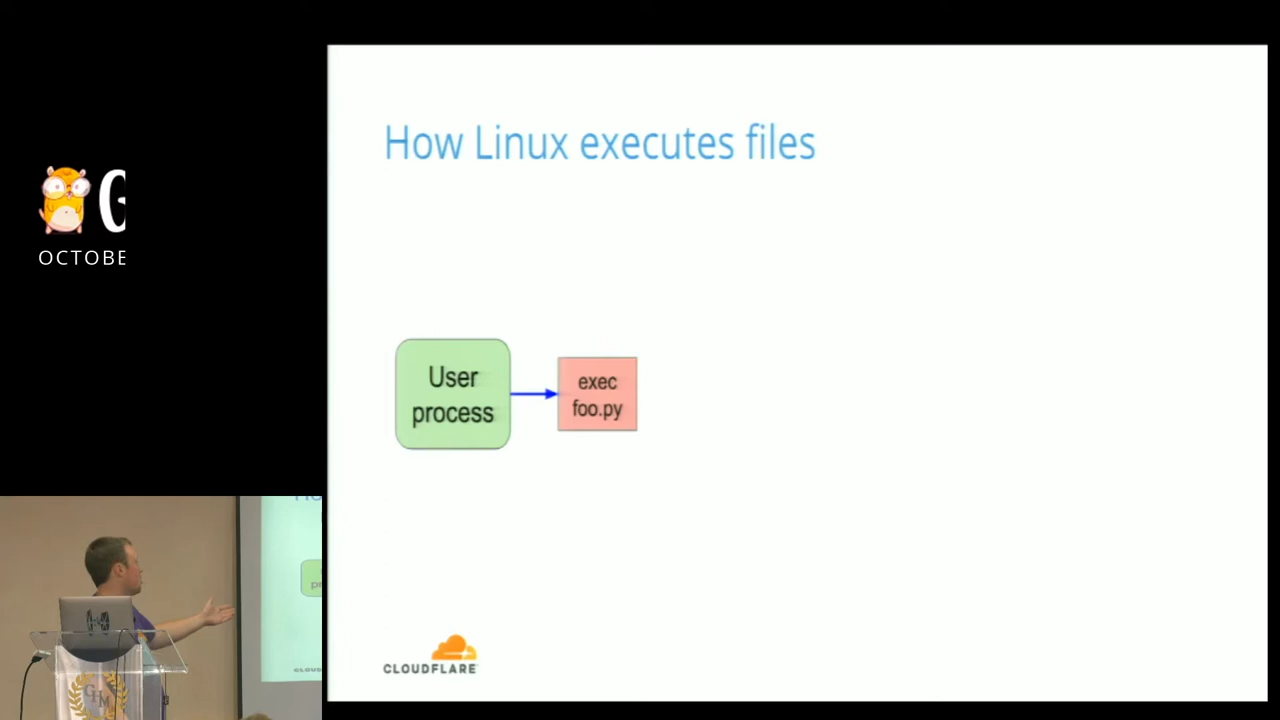 How Linux executes files
G
OCTOBE
User
process
exec
foo.py
CLOUDFLARE